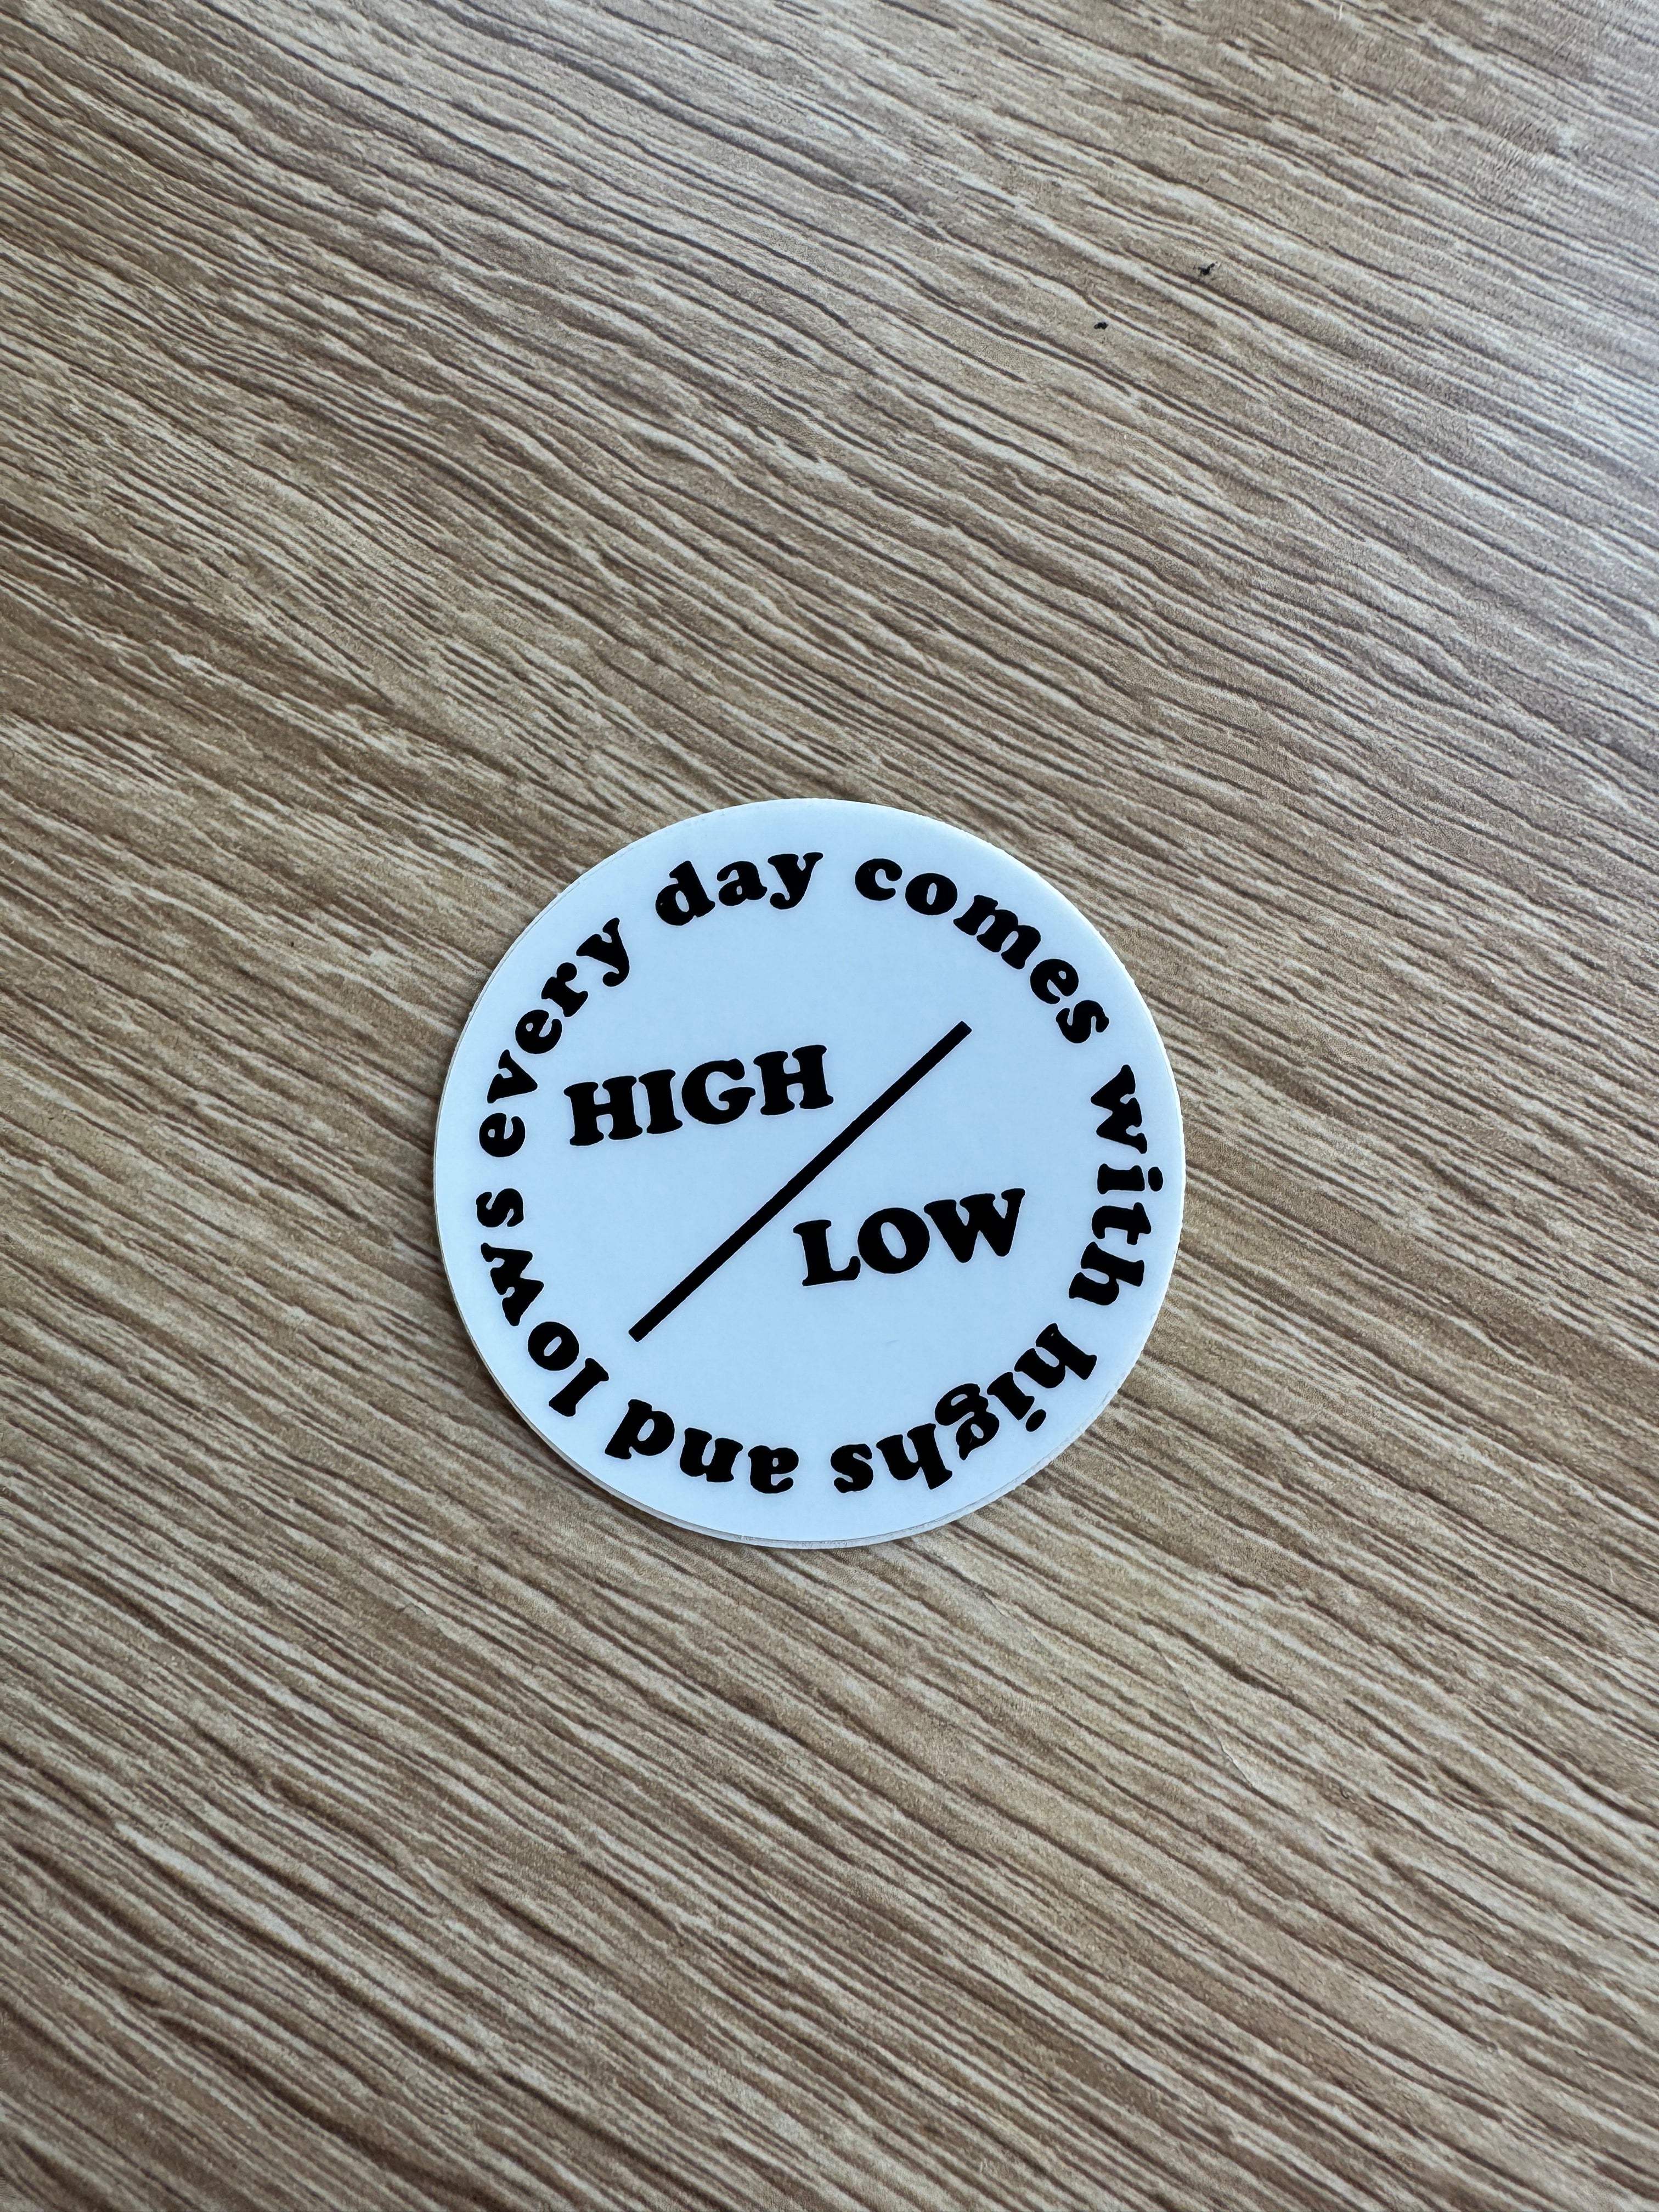 every day comes with highs and lows
HIGH
LOW